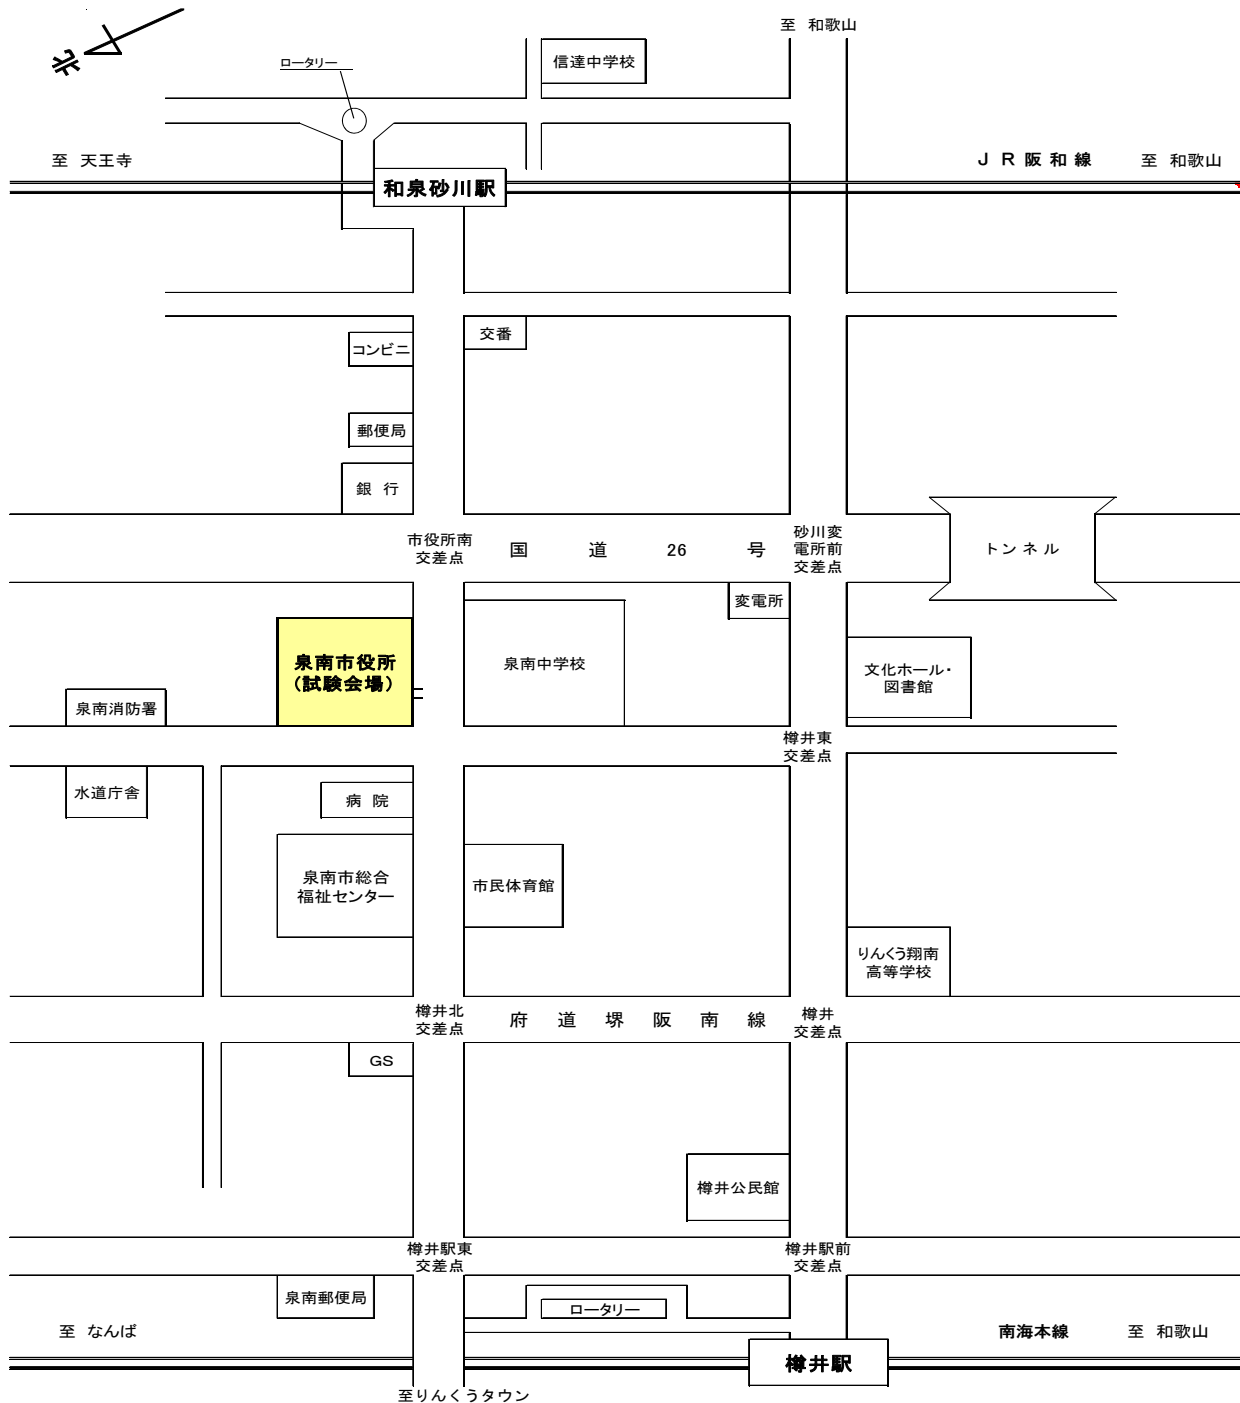 至 和歌山
北
ロータリー
信達中学校
至 天王寺
ＪＲ阪和線
至 和歌山
和泉砂川駅
コンビニ
交番
郵便局
銀 行
市役所南
交差点
国道26号
砂川変
電所前
交差点
トンネル
変電所
泉南市役所
（試験会場）
泉南中学校
文化ホール・
図書館
泉南消防署
樽井東
交差点
水道庁舎
病 院
泉南市総合
福祉センター
市民体育館
りんくう翔南
高等学校
樽井北
交差点
府道堺阪南線
樽井
交差点
GS
樽井公民館
樽井駅東
交差点
樽井駅前
交差点
泉南郵便局
ロータリー
至 なんば
南海本線
至 和歌山
樽井駅
至りんくうタウン